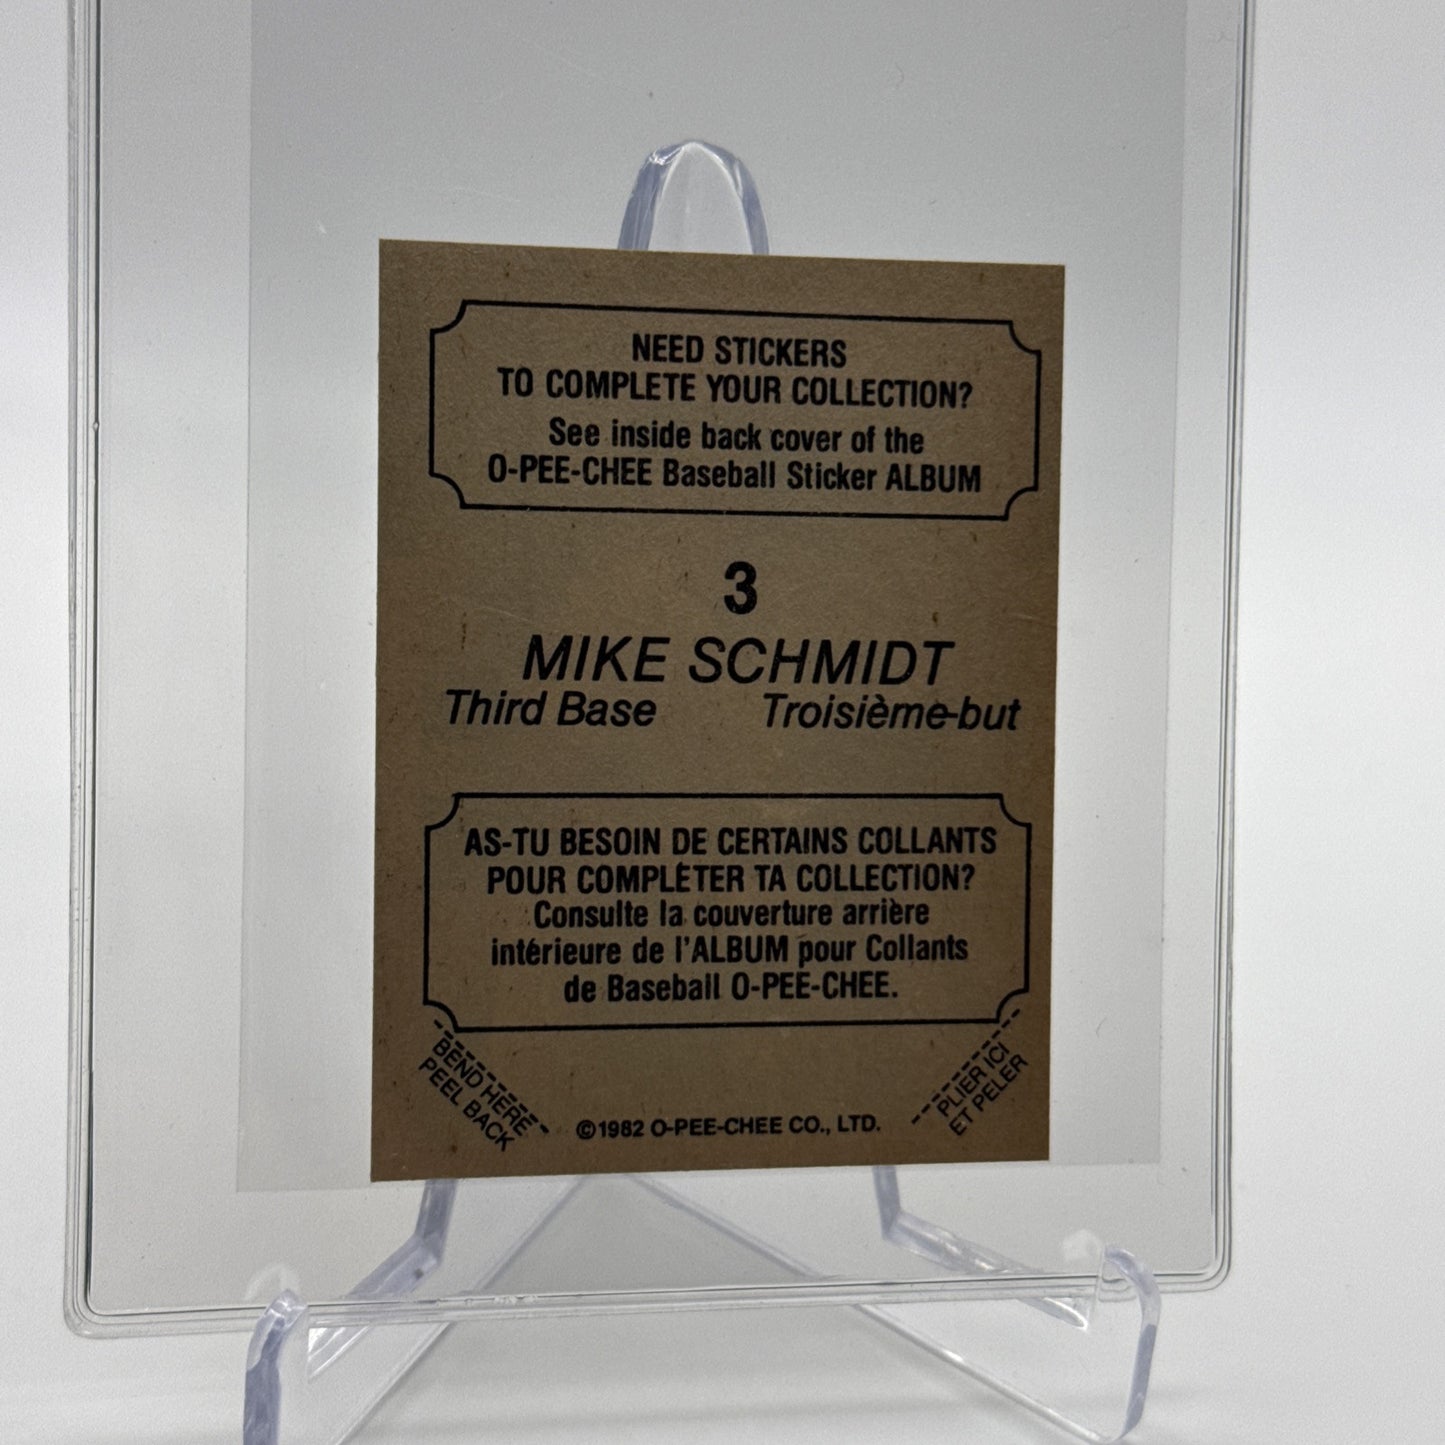 NEED STICKERS
TO COMPLETE YOUR COLLECTION?
See inside back cover of the
O-PEE-CHEE Baseball Sticker ALBUM
3
MIKE SCHMIDT
Third Base Troisième-but
AS-TU BESOIN DE CERTAINS COLLANTS
POUR COMPLÉTER TA COLLECTION?
Consulte la couverture arrière
intérieure de l'ALBUM pour Collants
de Baseball O-PEE-CHEE.
BEND HERE
PEEL BACK
©1982 O-PEE-CHEE CO., LTD.
PLIER ICI
ET PELER